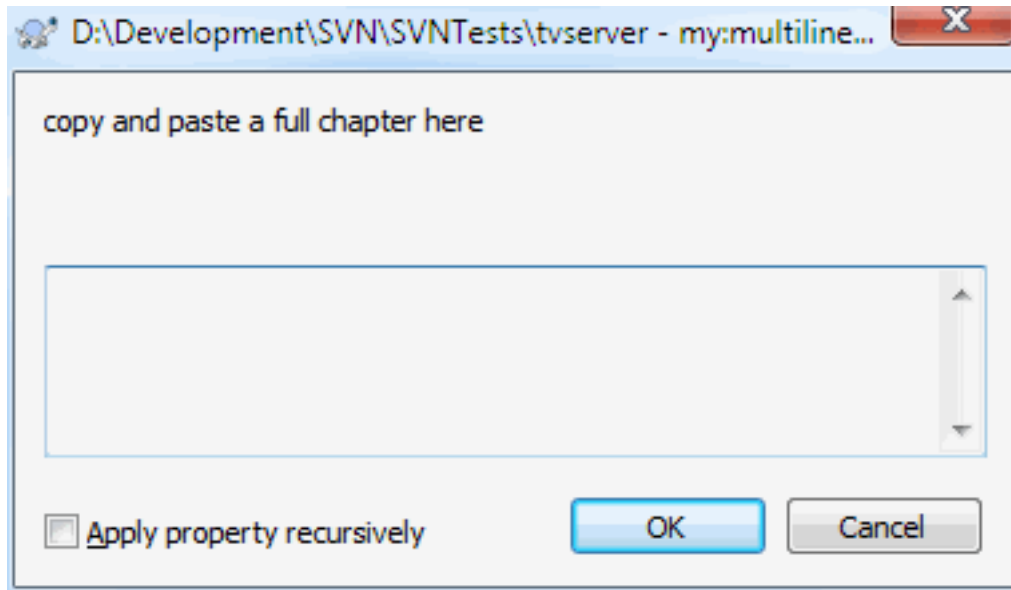 D:\Development\SVN\SVNTests\tvserver - my:multiline...
copy and paste a full chapter here
Apply property recursively
OK
Cancel